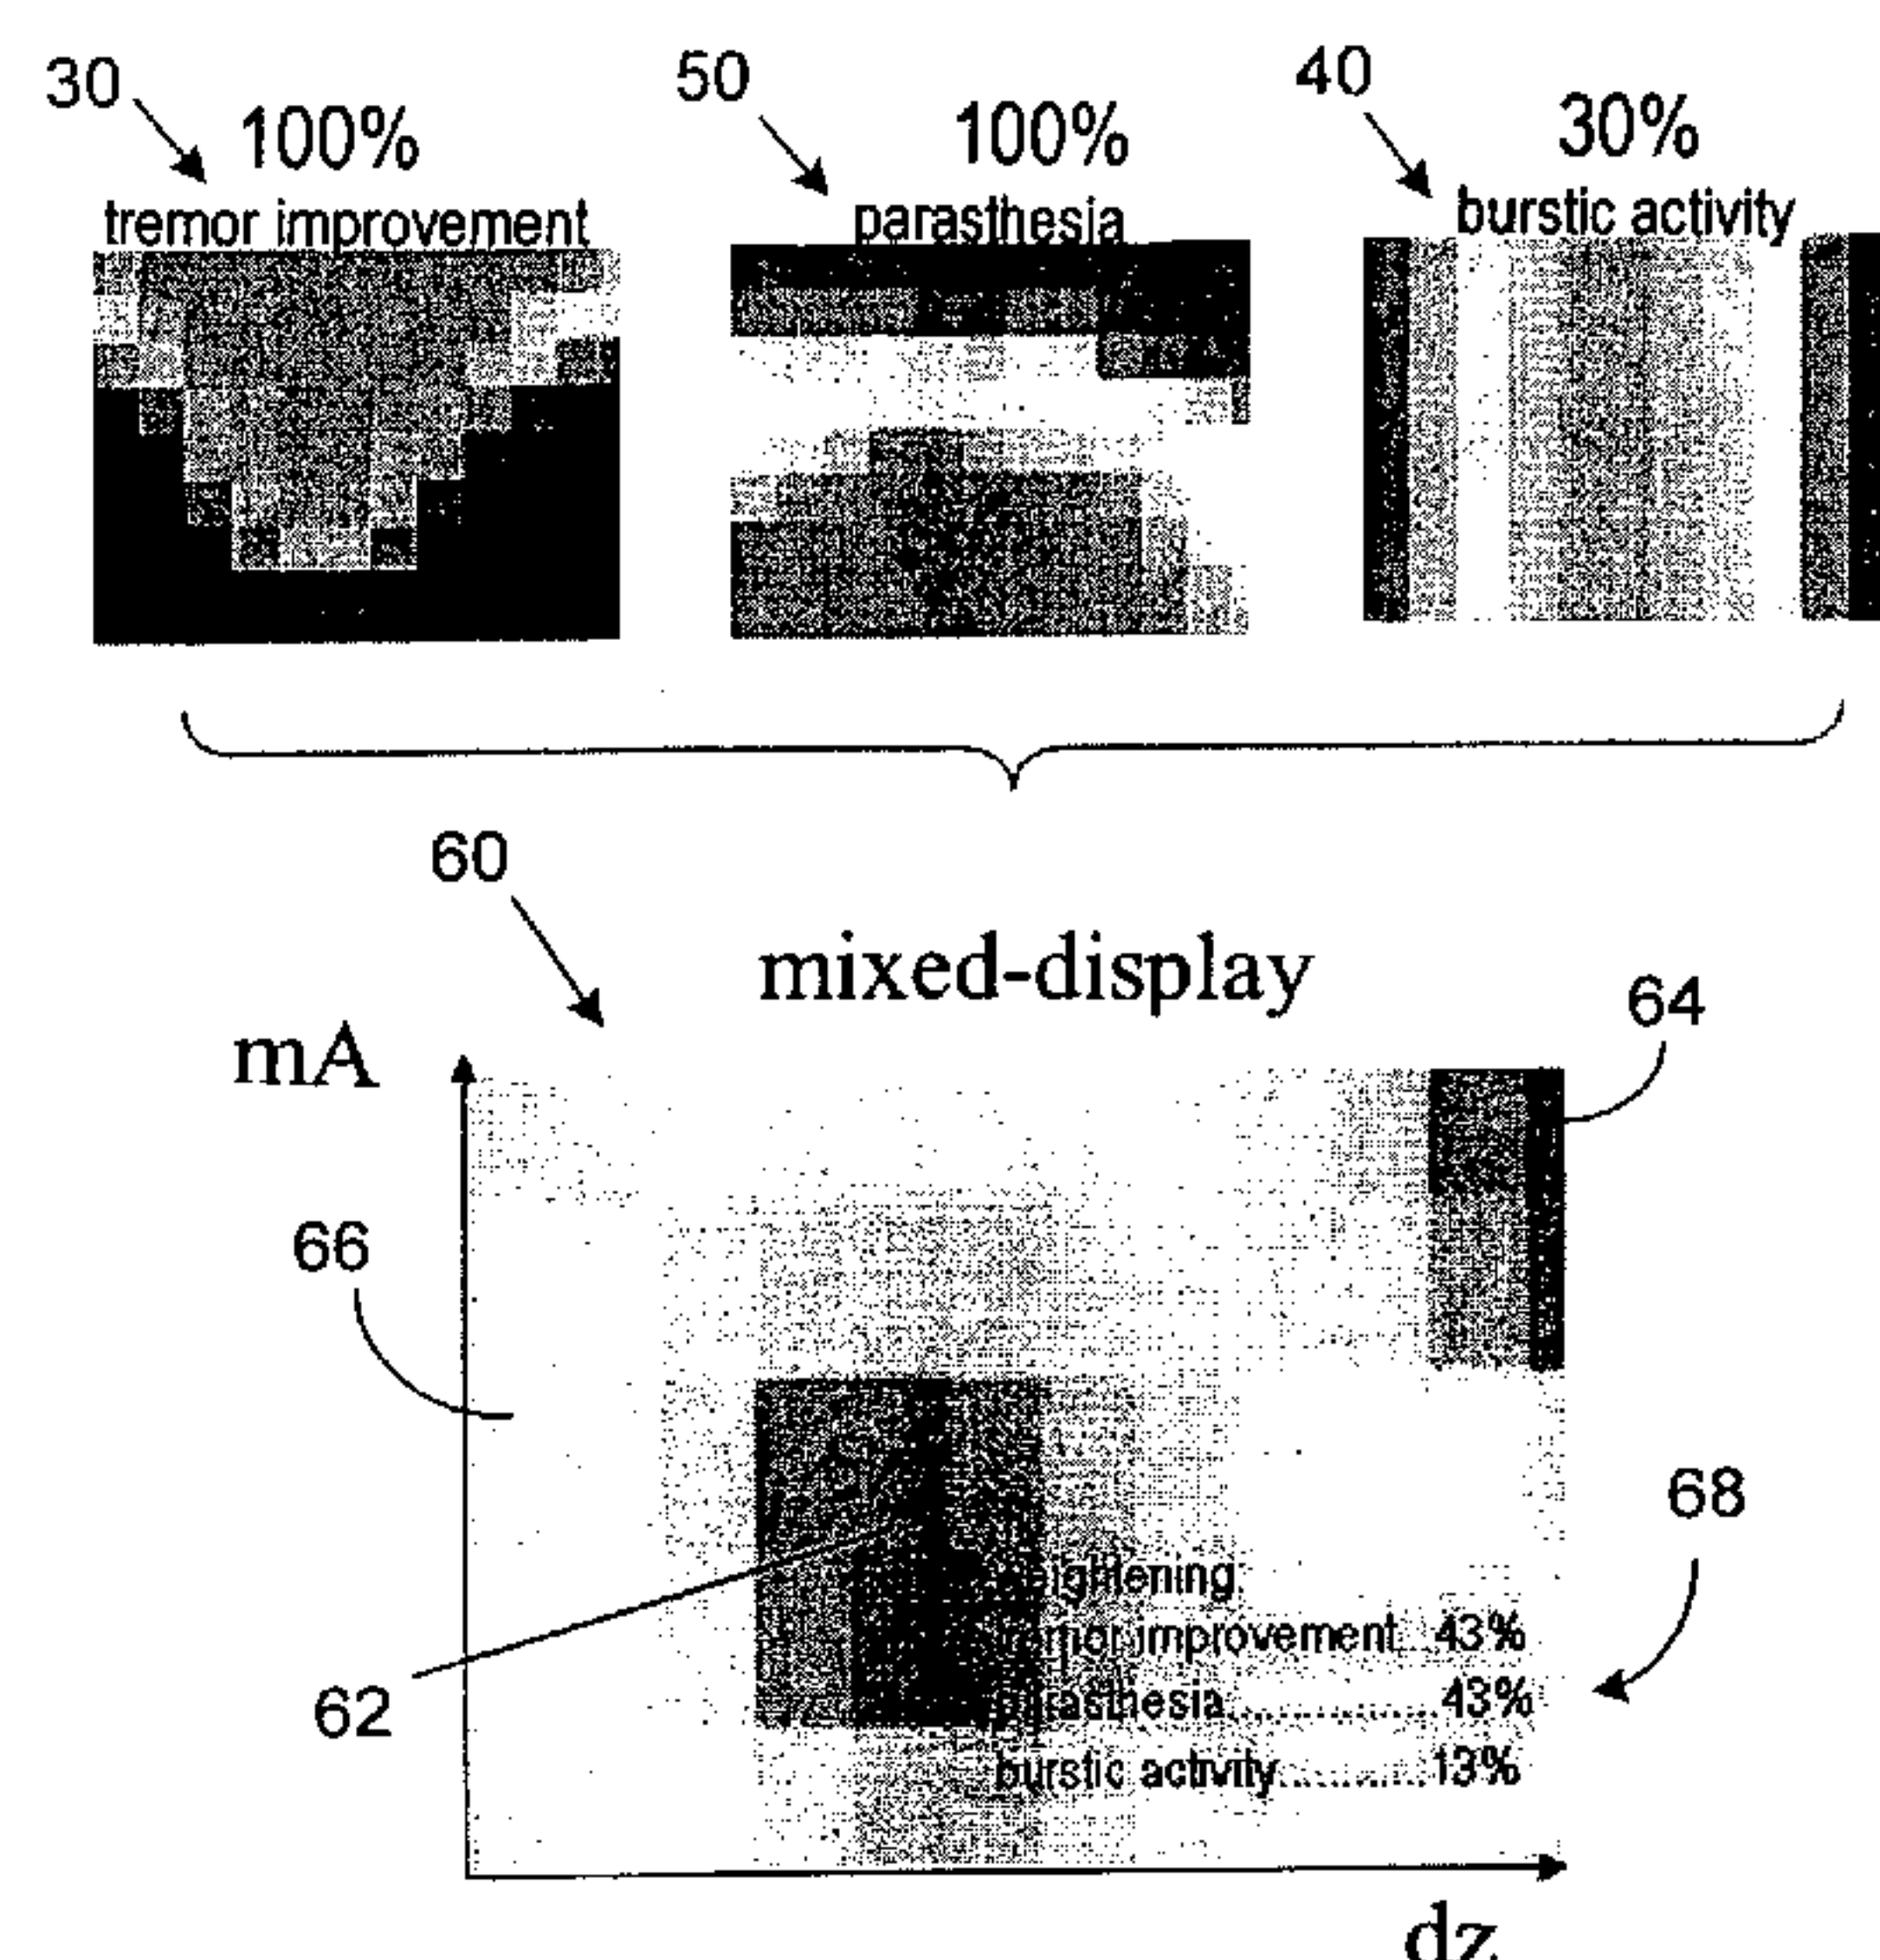 30 50 40
100% 100% 30%
tremor improvement parasthesia burstic activity
60
mixed-display
mA
64
66
68
weightening
tremor improvement...43%
parasthesia...............43%
62
burstic activity...........13%
dz